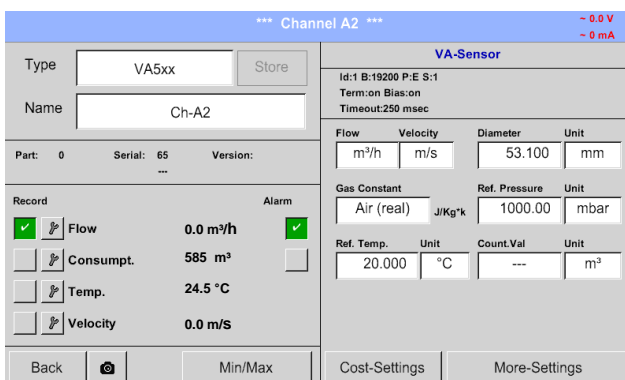 *** Channel A2 ***
~ 0.0 V
~ 0 mA
Type
VA5xx
Store
Name
Ch-A2
Part: 0 Serial: 65 Version:
---
Record
Alarm
Flow 0.0 m³/h
Consumpt. 585 m³
Temp. 24.5 °C
Velocity 0.0 m/s
Back
Min/Max
VA-Sensor
Id:1 B:19200 P:E S:1
Term:on Bias:on
Timeout:250 msec
Flow Velocity Diameter Unit
m³/h m/s 53.100 mm
Gas Constant Ref. Pressure Unit
Air (real) J/Kg*k 1000.00 mbar
Ref. Temp. Unit Count.Val Unit
20.000 °C --- m³
Cost-Settings
More-Settings